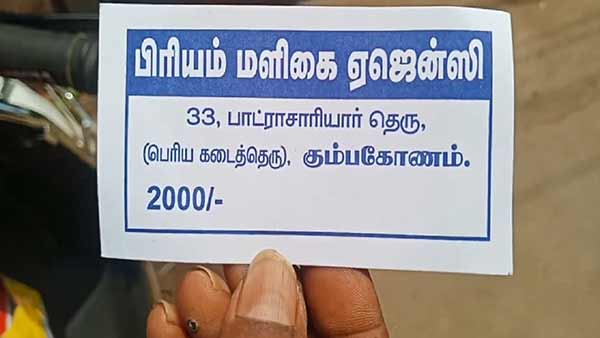 பிரியம் மளிகை ஏஜென்ஸி
33, பாட்ராசாரியார் தெரு,
(பெரிய கடைத்தெரு), கும்பகோணம்.
2000/-